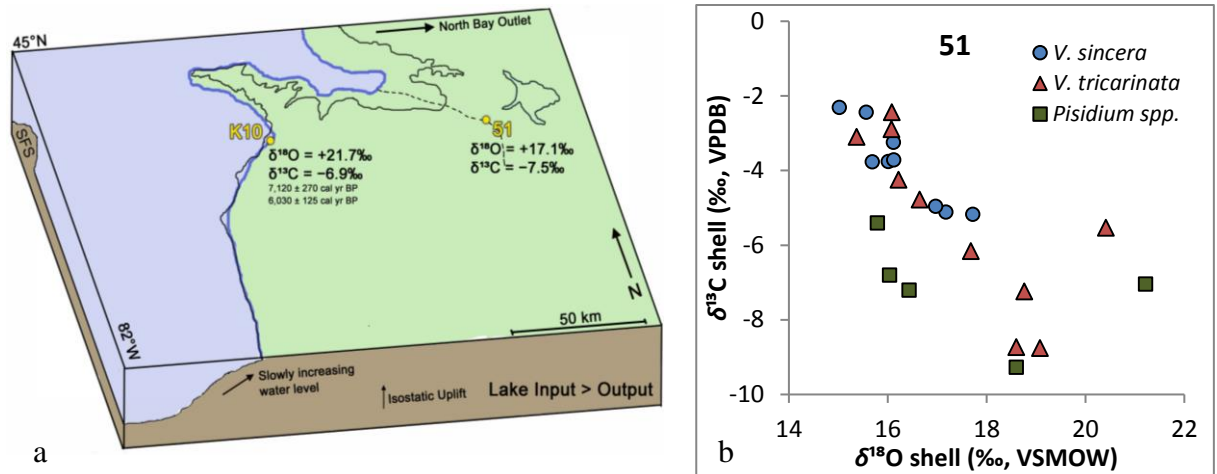 45°N
North Bay Outlet
SFS
K10
δ¹⁸O = +21.7‰
δ¹³C = −6.9‰
7,120 ± 270 cal yr BP
6,030 ± 125 cal yr BP
51
δ¹⁸O = +17.1‰
δ¹³C = −7.5‰
N
50 km
82°W
Slowly increasing
water level
Isostatic Uplift
Lake Input > Output
a
51
V. sincera
V. tricarinata
Pisidium spp.
0
-2
-4
-6
-8
-10
δ¹³C shell (‰, VPDB)
14
16
18
20
22
δ¹⁸O shell (‰, VSMOW)
b